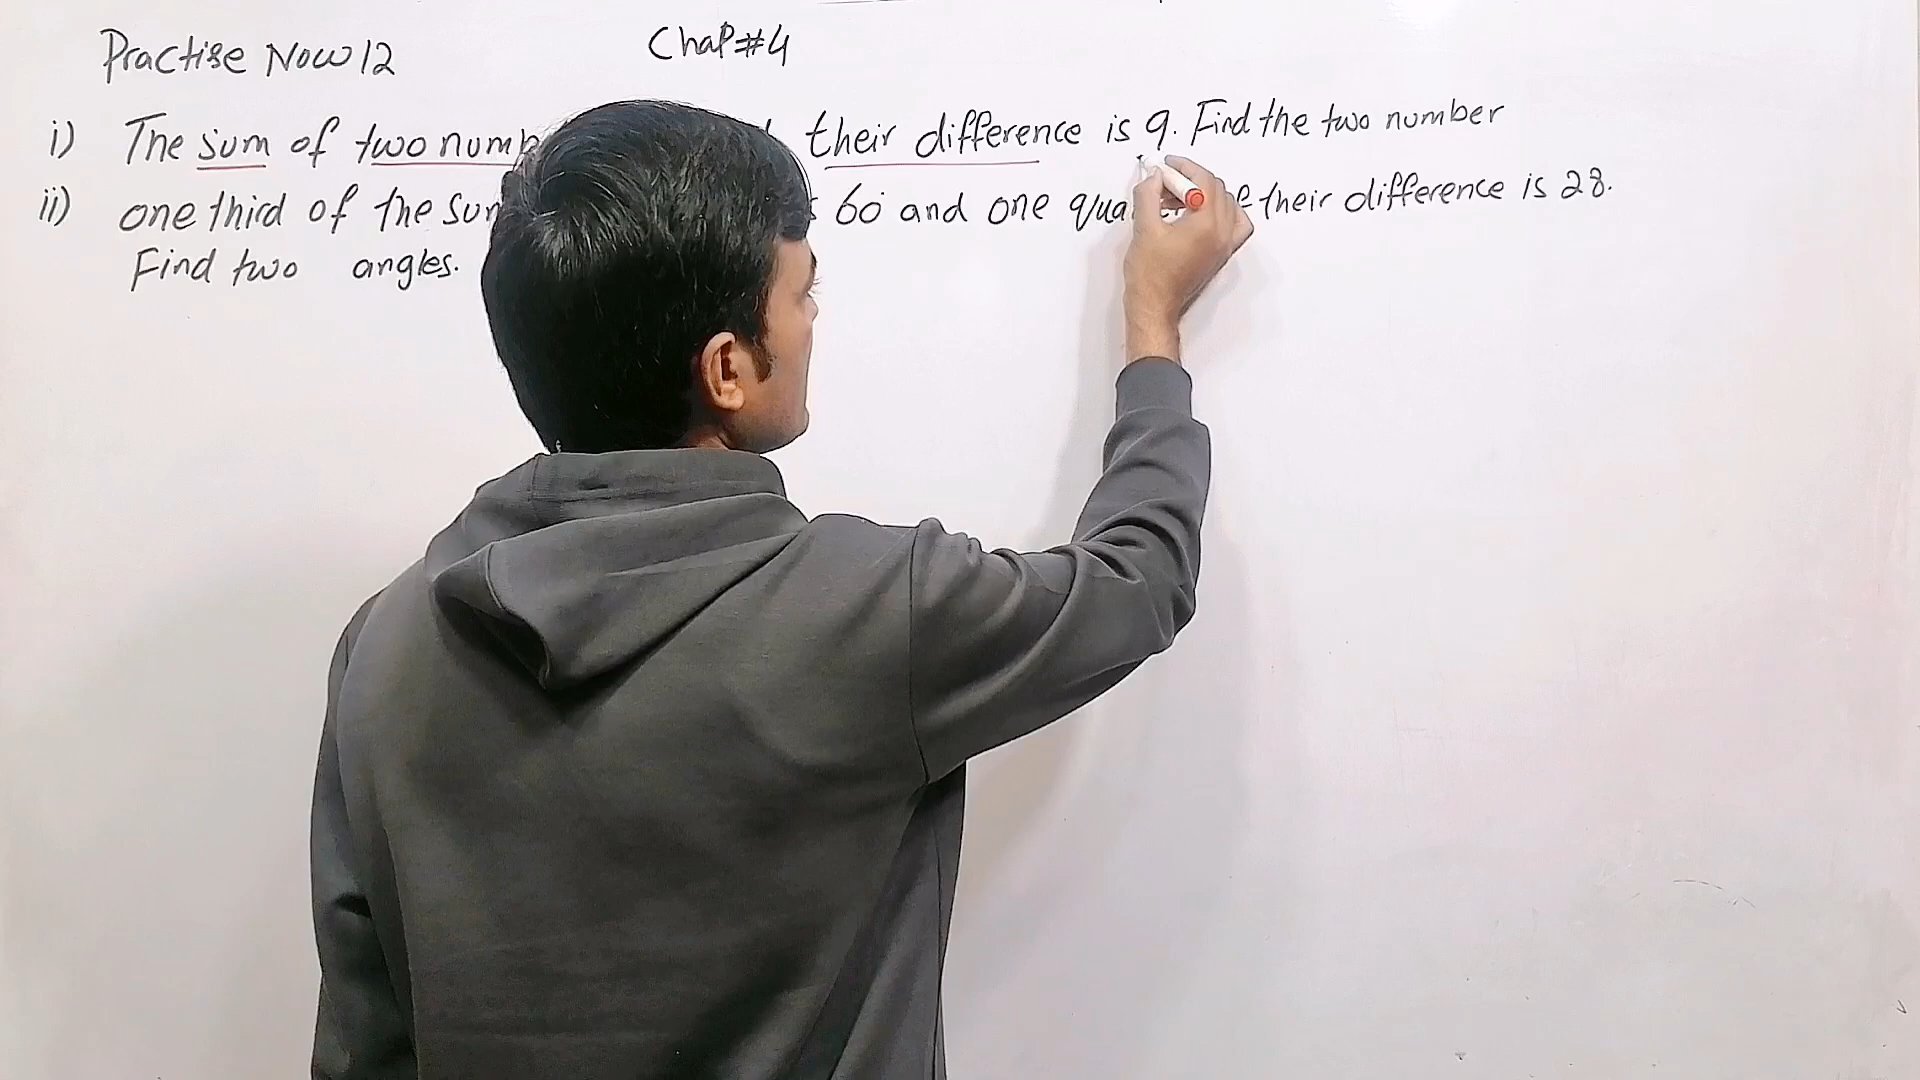 Practise Now 12
Chap#4
i) The sum of two numb their difference is 9. Find the two number
ii) one third of the sum 60 and one qua their difference is 28.
Find two angles.